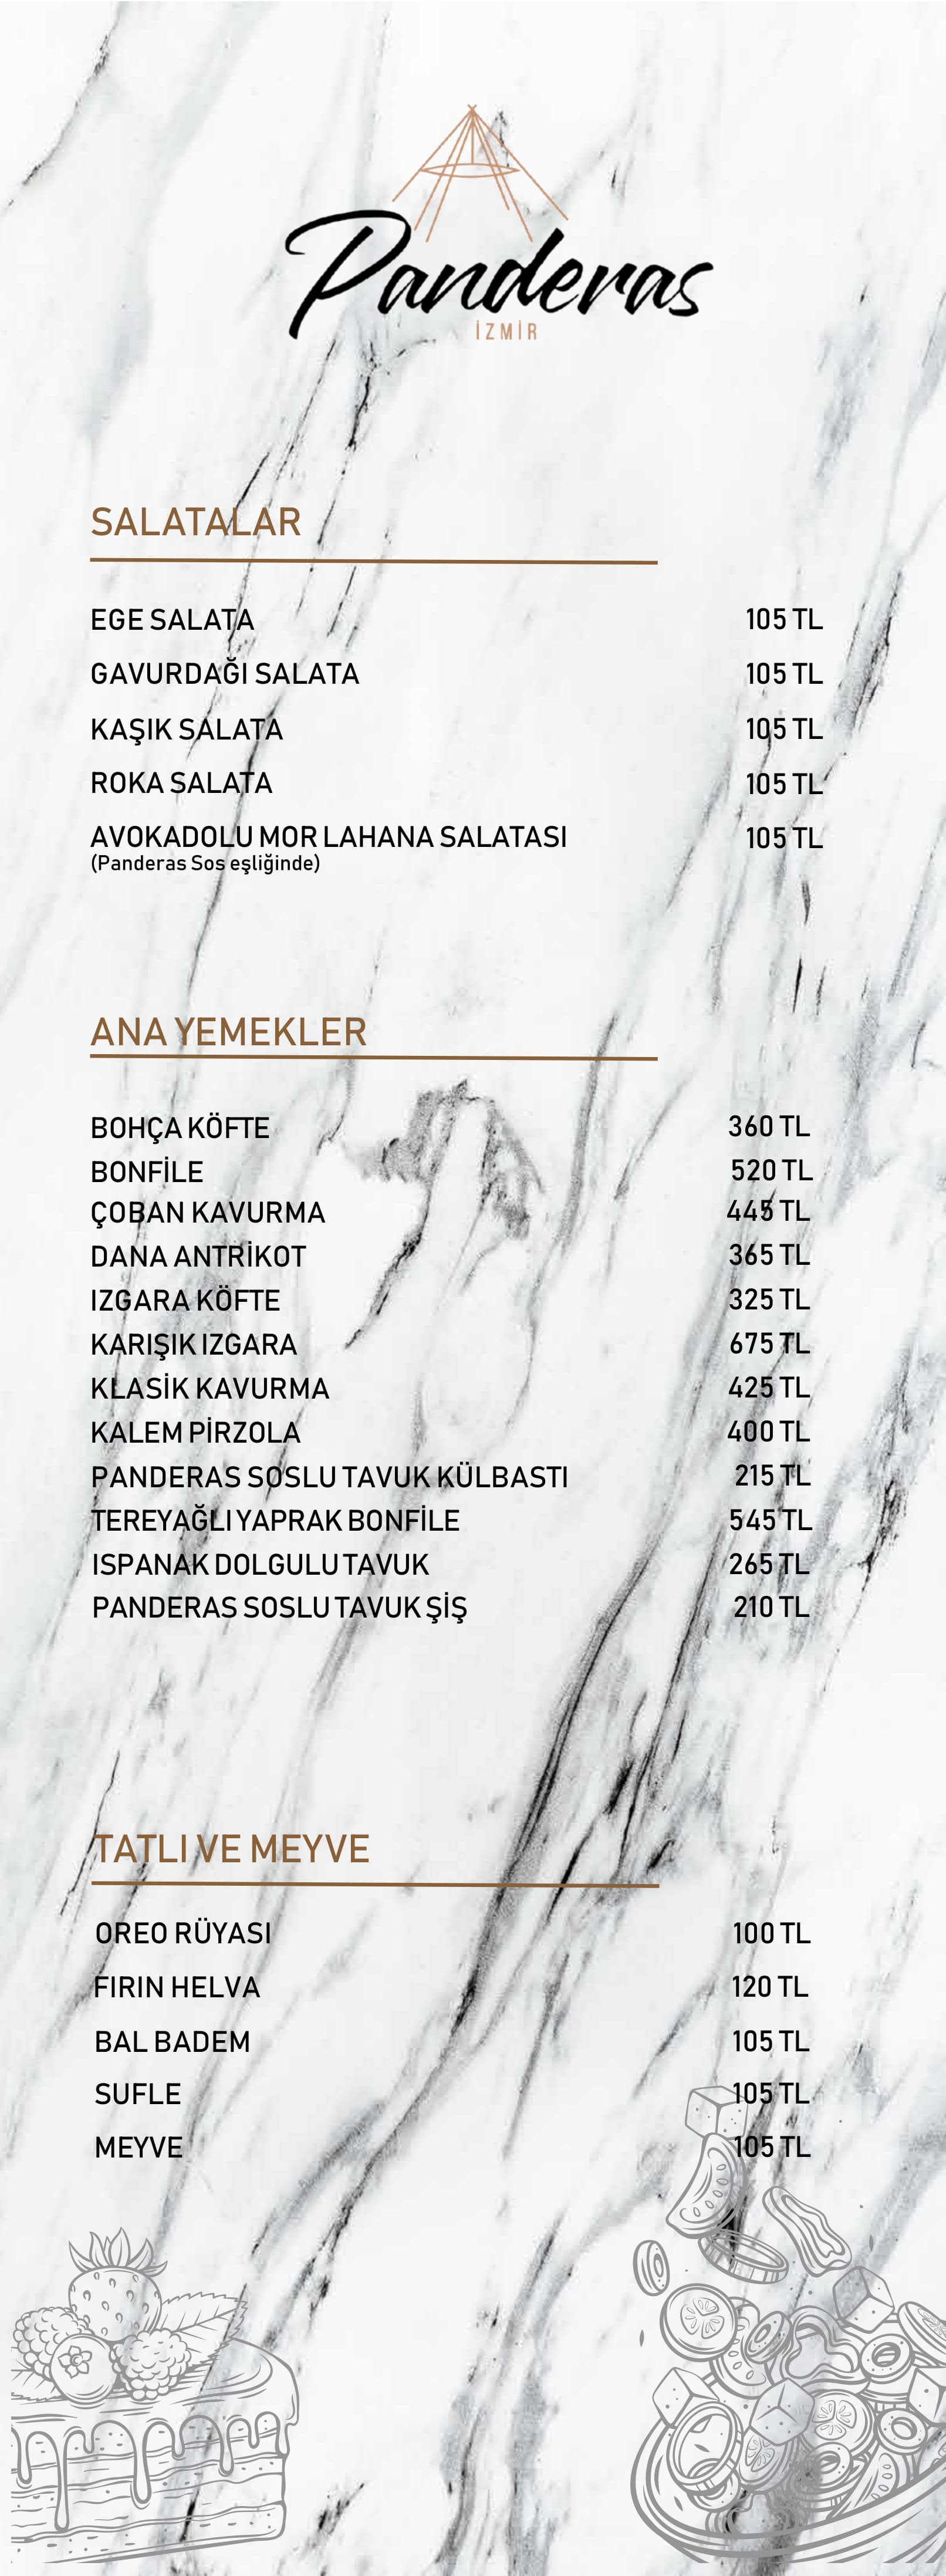 Panderas
İZMİR
SALATALAR
EGE SALATA 105 TL
GAVURDAĞI SALATA 105 TL
KAŞIK SALATA 105 TL
ROKA SALATA 105 TL
AVOKADOLU MOR LAHANA SALATASI 105 TL
(Panderas Sos eşliğinde)
ANA YEMEKLER
BOHÇA KÖFTE 360 TL
BONFİLE 520 TL
ÇOBAN KAVURMA 445 TL
DANA ANTRİKOT 365 TL
IZGARA KÖFTE 325 TL
KARIŞIK IZGARA 675 TL
KLASİK KAVURMA 425 TL
KALEM PİRZOLA 400 TL
PANDERAS SOSLU TAVUK KÜLBASTI 215 TL
TEREYAĞLI YAPRAK BONFİLE 545 TL
ISPANAK DOLGULU TAVUK 265 TL
PANDERAS SOSLU TAVUK ŞİŞ 210 TL
TATLI VE MEYVE
OREO RÜYASI 100 TL
FIRIN HELVA 120 TL
BAL BADEM 105 TL
SUFLE 105 TL
MEYVE 105 TL